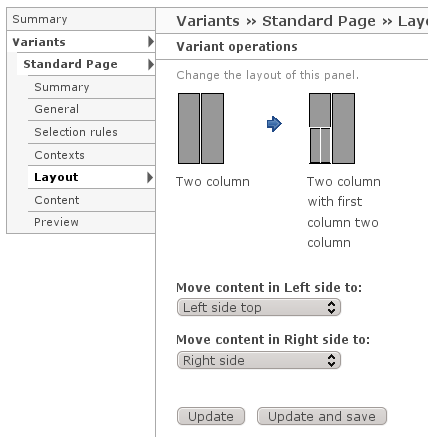 Summary
Variants
Standard Page
Summary
General
Selection rules
Contexts
Layout
Content
Preview
Variants » Standard Page » Layo
Variant operations
Change the layout of this panel.
Two column
Two column
with first
column two
column
Move content in Left side to:
Left side top
Move content in Right side to:
Right side
Update
Update and save